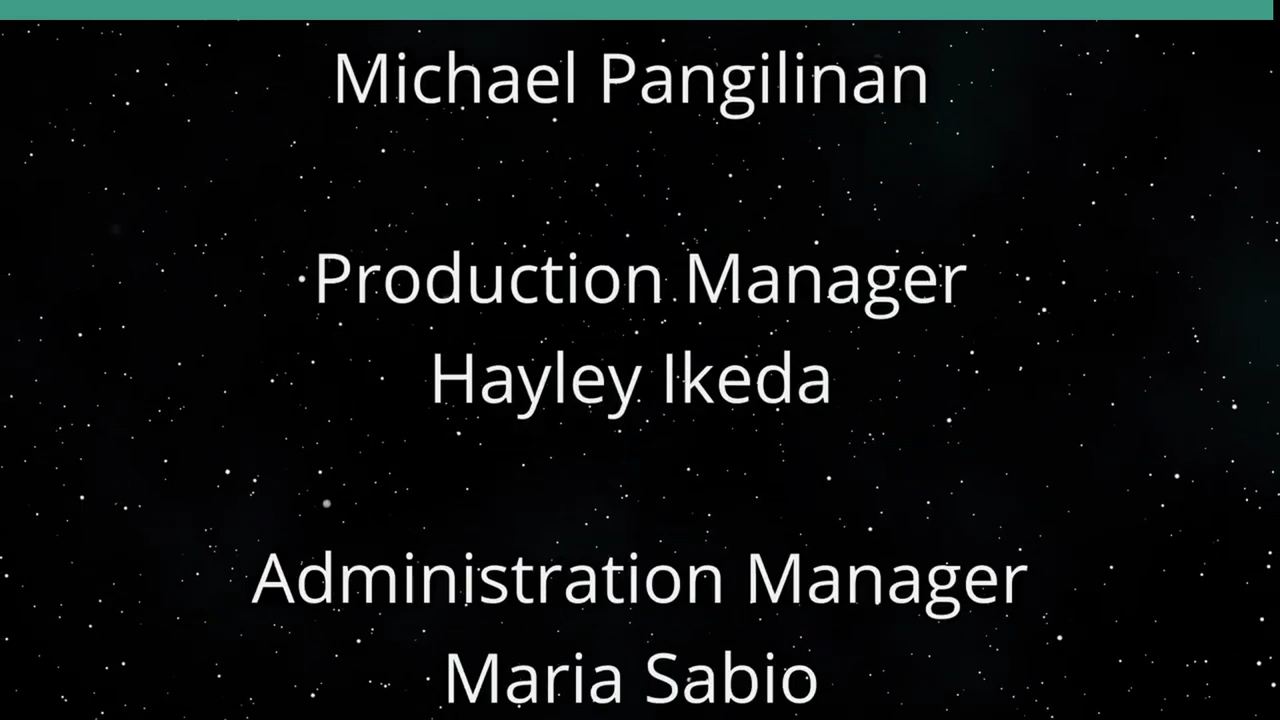 Michael Pangilinan
Production Manager
Hayley Ikeda
Administration Manager
Maria Sabio